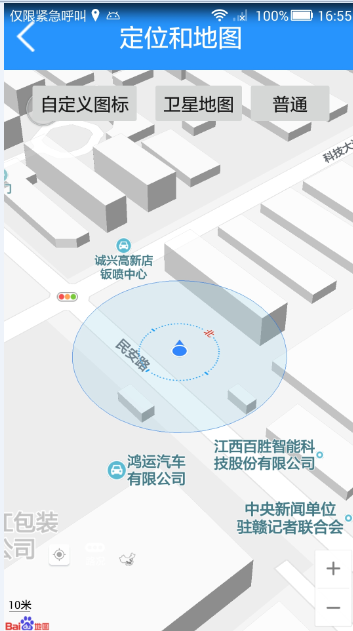 仅限紧急呼叫 100% 16:55
定位和地图
自定义图标 卫星地图 普通
科技大
门
诚兴高新店
钣喷中心
北
民安路
鸿运汽车
有限公司
江西百胜智能科
技股份有限公司
中央新闻单位
驻赣记者联合会
江包装
公司
+
−
10米
Bai 地图